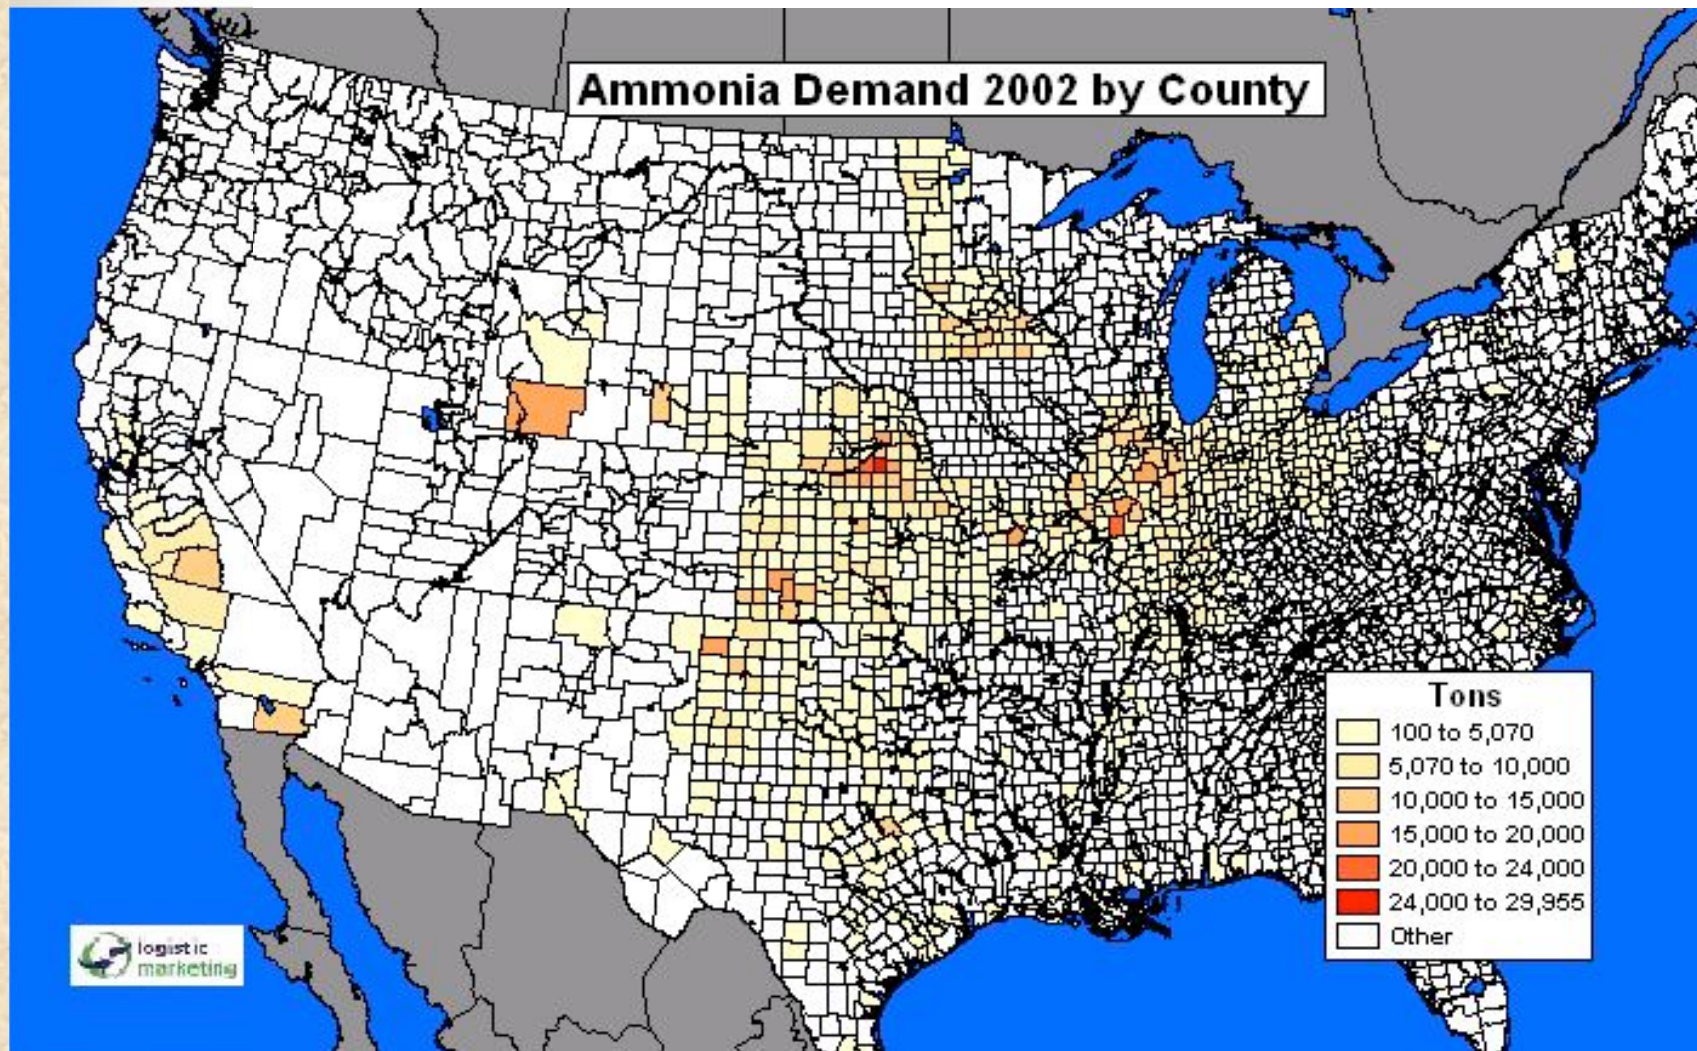 Ammonia Demand 2002 by County
Tons
100 to 5,070
5,070 to 10,000
10,000 to 15,000
15,000 to 20,000
20,000 to 24,000
24,000 to 29,955
Other
logistic
marketing